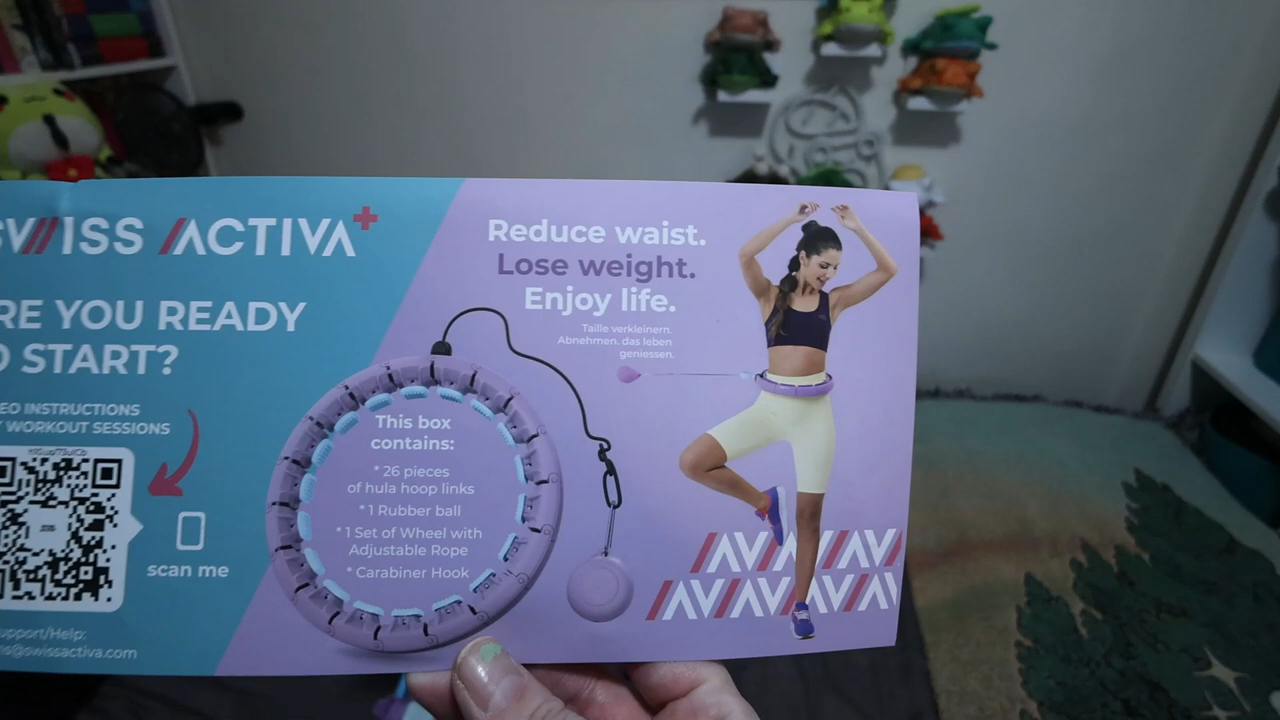 SWISS ACTIVA+
RE YOU READY
O START?
EO INSTRUCTIONS
WORKOUT SESSIONS
scan me
upport/Help:
ns@swissactiva.com
Reduce waist.
Lose weight.
Enjoy life.
Taille verkleinern.
Abnehmen. das leben
geniessen.
This box
contains:
* 26 pieces
of hula hoop links
* 1 Rubber ball
* 1 Set of Wheel with
Adjustable Rope
* Carabiner Hook